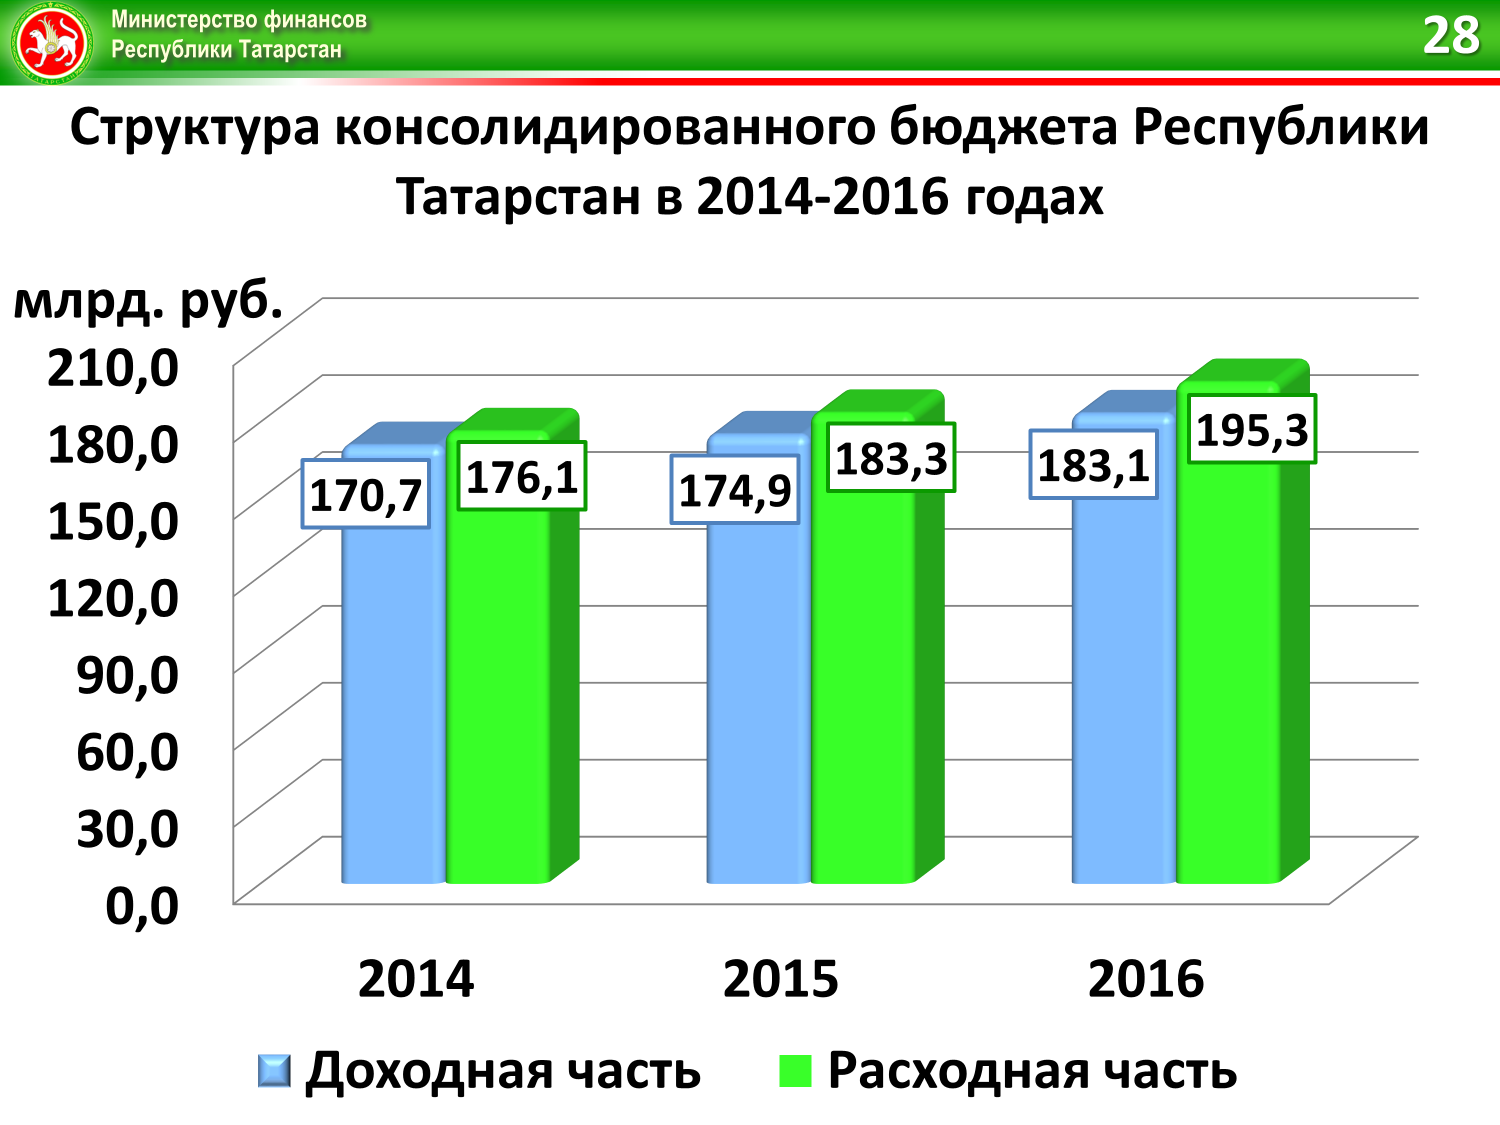 Министерство финансов
Республики Татарстан
28
Структура консолидированного бюджета Республики
Татарстан в 2014-2016 годах
млрд. руб.
210,0
180,0
150,0
120,0
90,0
60,0
30,0
0,0
170,7
176,1
174,9
183,3
183,1
195,3
2014
2015
2016
Доходная часть
Расходная часть